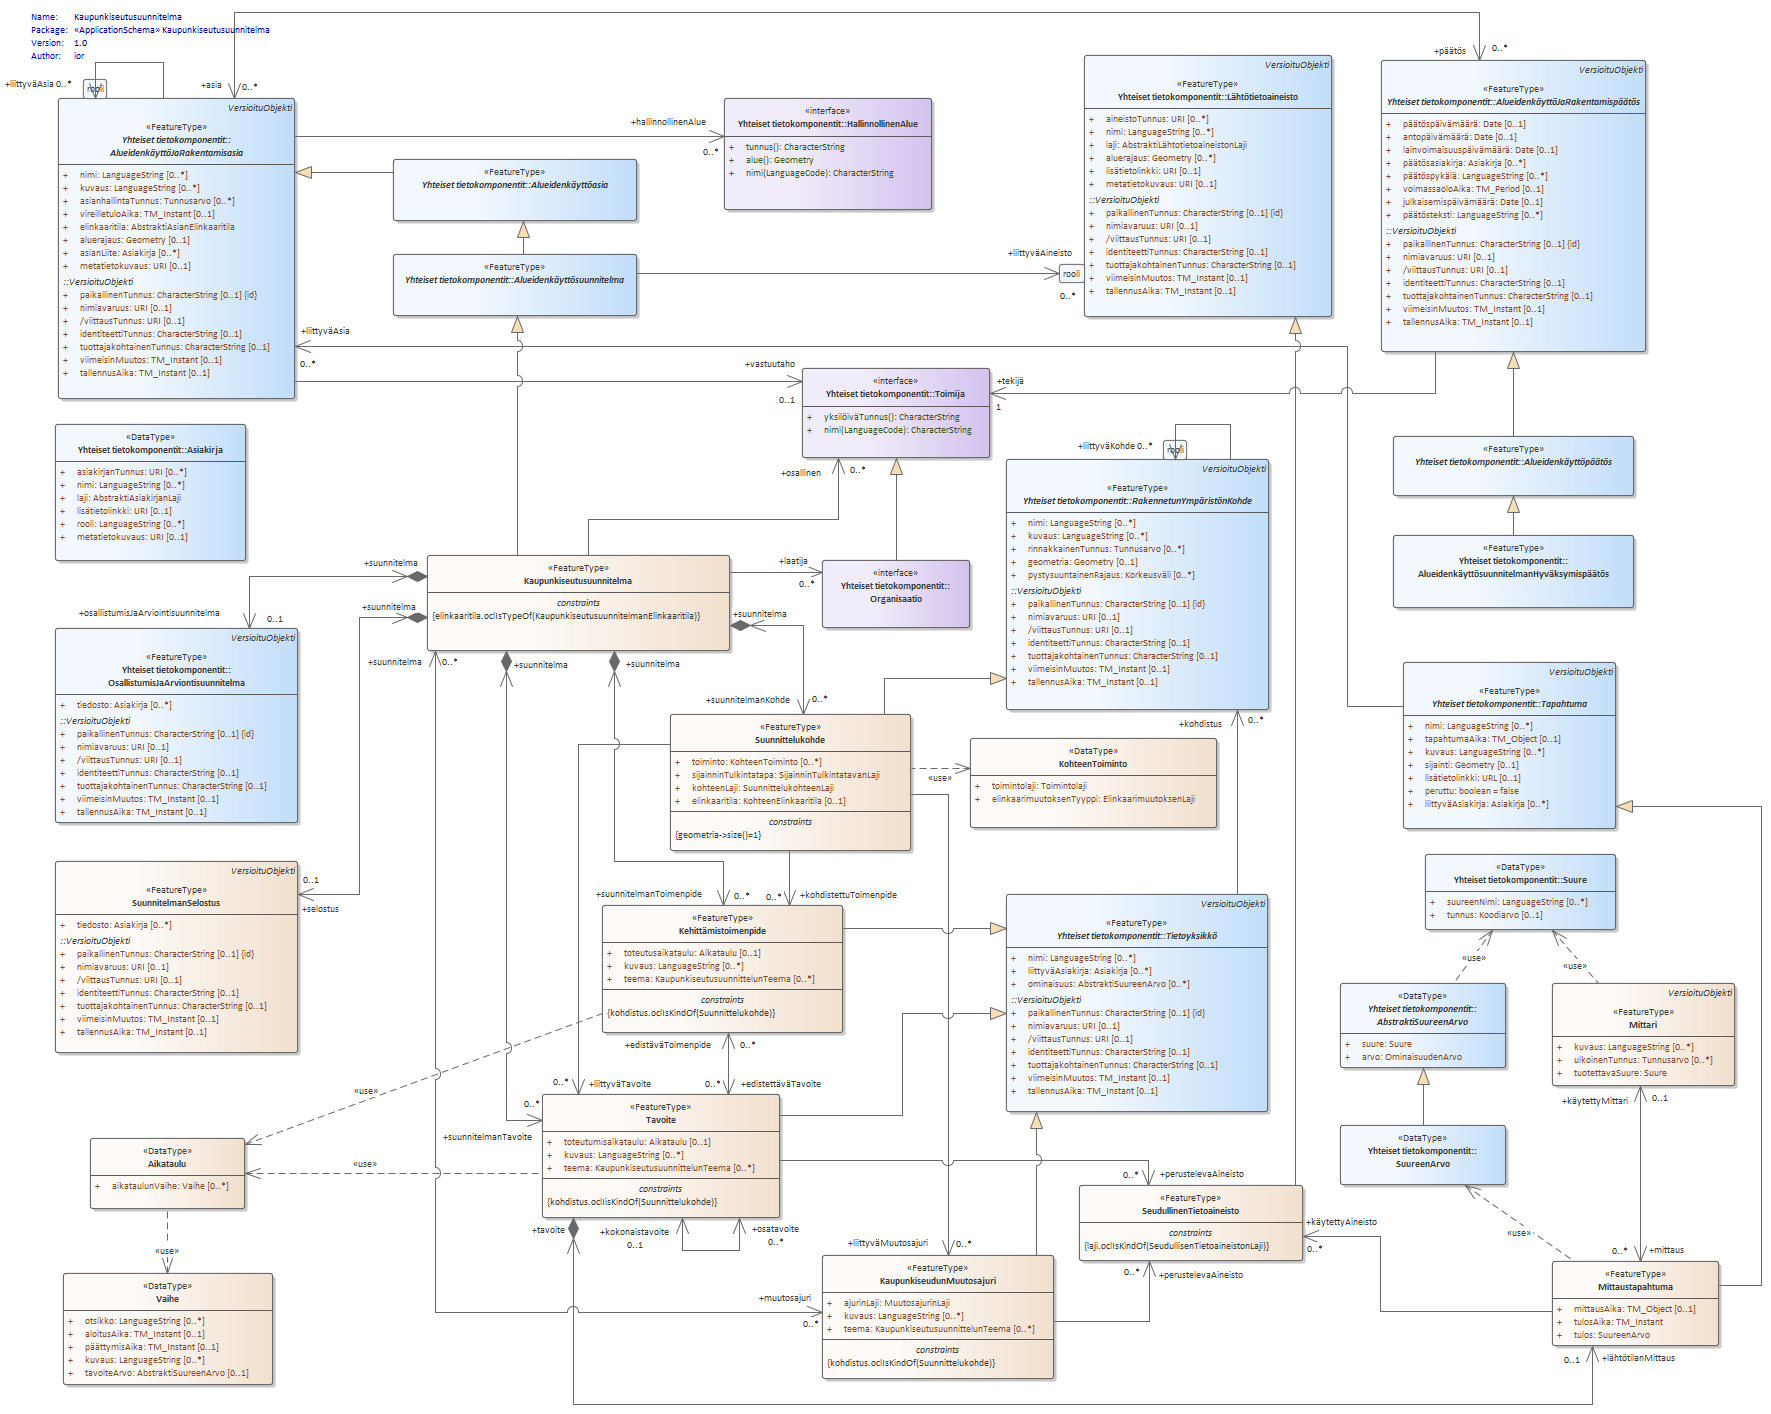 Name: Kaupunkiseutusuunnitelma
Package: «ApplicationSchema» Kaupunkiseutusuunnitelma
Version: 1.0
Author: ior
+liittyväAsia 0..*
rooli
+asia
0..*
+päätös
0..*
VersioituObjekti
«FeatureType»
Yhteiset tietokomponentit::
AlueidenkäyttöJaRakentamisasia
+ nimi: LanguageString [0..*]
+ kuvaus: LanguageString [0..*]
+ asianhallintaTunnus: Tunnusarvo [0..*]
+ vireilletuloAika: TM_Instant [0..1]
+ elinkaaritila: AbstraktiAsianElinkaaritila
+ aluerajaus: Geometry [0..1]
+ asianLiite: Asiakirja [0..*]
+ metatietokuvaus: URI [0..1]
::VersioituObjekti
+ paikallinenTunnus: CharacterString [0..1] {id}
+ nimiavaruus: URI [0..1]
+ /viittausTunnus: URI [0..1]
+ identiteettiTunnus: CharacterString [0..1]
+ tuottajakohtainenTunnus: CharacterString [0..1]
+ viimeisinMuutos: TM_Instant [0..1]
+ tallennusAika: TM_Instant [0..1]
«FeatureType»
Yhteiset tietokomponentit::Alueidenkäyttöasia
«FeatureType»
Yhteiset tietokomponentit::Alueidenkäyttösuunnitelma
+hallinnollinenAlue
0..*
«interface»
Yhteiset tietokomponentit::HallinnollinenAlue
+ tunnus(): CharacterString
+ alue(): Geometry
+ nimi(LanguageCode): CharacterString
+liittyväAineisto
rooli
0..*
«FeatureType»
Yhteiset tietokomponentit::Lähtötietoaineisto
+ aineistoTunnus: URI [0..*]
+ nimi: LanguageString [0..*]
+ laji: AbstraktiLähtotietoaineistonLaji
+ aluerajaus: Geometry [0..*]
+ lisätietolinkki: URI [0..1]
+ metatietokuvaus: URI [0..1]
::VersioituObjekti
+ paikallinenTunnus: CharacterString [0..1] {id}
+ nimiavaruus: URI [0..1]
+ /viittausTunnus: URI [0..1]
+ identiteettiTunnus: CharacterString [0..1]
+ tuottajakohtainenTunnus: CharacterString [0..1]
+ viimeisinMuutos: TM_Instant [0..1]
+ tallennusAika: TM_Instant [0..1]
VersioituObjekti
VersioituObjekti
«FeatureType»
Yhteiset tietokomponentit::AlueidenkäyttöJaRakentamispäätös
+ päätöspäivämäärä: Date [0..1]
+ antopäivämäärä: Date [0..1]
+ lainvoimaisuuspäivämäärä: Date [0..1]
+ päätösasiakirja: Asiakirja [0..*]
+ päätöspykälä: LanguageString [0..*]
+ voimassaoloAika: TM_Period [0..1]
+ julkaisemispäivämäärä: Date [0..1]
+ päätösteksti: LanguageString [0..*]
::VersioituObjekti
+ paikallinenTunnus: CharacterString [0..1] {id}
+ nimiavaruus: URI [0..1]
+ /viittausTunnus: URI [0..1]
+ identiteettiTunnus: CharacterString [0..1]
+ tuottajakohtainenTunnus: CharacterString [0..1]
+ viimeisinMuutos: TM_Instant [0..1]
+ tallennusAika: TM_Instant [0..1]
+liittyväAsia
0..*
+vastuutaho
0..1
«interface»
Yhteiset tietokomponentit::Toimija
+ yksilöiväTunnus(): CharacterString
+ nimi(LanguageCode): CharacterString
+tekijä
1
+osallinen
0..*
«DataType»
Yhteiset tietokomponentit::Asiakirja
+ asiakirjanTunnus: URI [0..*]
+ nimi: LanguageString [0..*]
+ laji: AbstraktiAsiakirjanLaji
+ lisätietolinkki: URI [0..1]
+ rooli: LanguageString [0..*]
+ metatietokuvaus: URI [0..1]
+liittyväKohde 0..*
rooli
VersioituObjekti
«FeatureType»
Yhteiset tietokomponentit::RakennetunYmpäristönKohde
+ nimi: LanguageString [0..*]
+ kuvaus: LanguageString [0..*]
+ rinnakkainenTunnus: Tunnusarvo [0..*]
+ geometria: Geometry [0..1]
+ pystysuuntainenRajaus: Korkeusväli [0..*]
::VersioituObjekti
+ paikallinenTunnus: CharacterString [0..1] {id}
+ nimiavaruus: URI [0..1]
+ /viittausTunnus: URI [0..1]
+ identiteettiTunnus: CharacterString [0..1]
+ tuottajakohtainenTunnus: CharacterString [0..1]
+ viimeisinMuutos: TM_Instant [0..1]
+ tallennusAika: TM_Instant [0..1]
«FeatureType»
Yhteiset tietokomponentit::Alueidenkäyttöpäätös
«FeatureType»
Yhteiset tietokomponentit::
AlueidenkäyttösuunnitelmanHyväksymispäätös
+suunnitelma
«FeatureType»
Kaupunkiseutusuunnitelma
constraints
{elinkaaritila.oclIsTypeOf(KaupunkiseutusuunnitelmanElinkaaritila)}
+laatija
0..*
«interface»
Yhteiset tietokomponentit::
Organisaatio
+suunnitelma
+osallistumisJaArviointisuunnitelma
0..1
+suunnitelma
+suunnitelma
0..*
+suunnitelma
+suunnitelma
VersioituObjekti
«FeatureType»
Yhteiset tietokomponentit::
OsallistumisJaArviontisuunnitelma
+ tiedosto: Asiakirja [0..*]
::VersioituObjekti
+ paikallinenTunnus: CharacterString [0..1] {id}
+ nimiavaruus: URI [0..1]
+ /viittausTunnus: URI [0..1]
+ identiteettiTunnus: CharacterString [0..1]
+ tuottajakohtainenTunnus: CharacterString [0..1]
+ viimeisinMuutos: TM_Instant [0..1]
+ tallennusAika: TM_Instant [0..1]
+suunnitelmanKohde
0..*
«FeatureType»
Suunnittelukohde
+ toiminto: KohteenToiminto [0..*]
+ sijainninTulkintatapa: SijainninTulkintatavanLaji
+ kohteenLaji: SuunnittelukohteenLaji
+ elinkaaritila: KohteenElinkaaritila [0..1]
constraints
{geometria->size()=1}
«use»
«DataType»
KohteenToiminto
+ toimintolaji: Toimintolaji
+ elinkaarimuutoksenTyyppi: ElinkaarimuutoksenLaji
+kohdistus
0..*
VersioituObjekti
«FeatureType»
Yhteiset tietokomponentit::Tapahtuma
+ nimi: LanguageString [0..*]
+ tapahtumaAika: TM_Object [0..1]
+ kuvaus: LanguageString [0..*]
+ sijainti: Geometry [0..1]
+ lisätietolinkki: URL [0..1]
+ peruttu: boolean = false
+ liittyväAsiakirja: Asiakirja [0..*]
VersioituObjekti
«FeatureType»
SuunnitelmanSelostus
+ tiedosto: Asiakirja [0..*]
::VersioituObjekti
+ paikallinenTunnus: CharacterString [0..1] {id}
+ nimiavaruus: URI [0..1]
+ /viittausTunnus: URI [0..1]
+ identiteettiTunnus: CharacterString [0..1]
+ tuottajakohtainenTunnus: CharacterString [0..1]
+ viimeisinMuutos: TM_Instant [0..1]
+ tallennusAika: TM_Instant [0..1]
0..1
+selostus
+suunnitelmanToimenpide
0..*
0..*
+kohdistettuToimenpide
«FeatureType»
Kehittämistoimenpide
+ toteutusaikataulu: Aikataulu [0..1]
+ kuvaus: LanguageString [0..*]
+ teema: KaupunkiseutusuunnittelunTeema [0..*]
constraints
{kohdistus.oclIsKindOf(Suunnittelukohde)}
VersioituObjekti
«FeatureType»
Yhteiset tietokomponentit::Tietoyksikkö
+ nimi: LanguageString [0..*]
+ liittyväAsiakirja: Asiakirja [0..*]
+ ominaisuus: AbstraktiSuureenArvo [0..*]
::VersioituObjekti
+ paikallinenTunnus: CharacterString [0..1] {id}
+ nimiavaruus: URI [0..1]
+ /viittausTunnus: URI [0..1]
+ identiteettiTunnus: CharacterString [0..1]
+ tuottajakohtainenTunnus: CharacterString [0..1]
+ viimeisinMuutos: TM_Instant [0..1]
+ tallennusAika: TM_Instant [0..1]
«DataType»
Yhteiset tietokomponentit::Suure
+ suureenNimi: LanguageString [0..*]
+ tunnus: Koodiarvo [0..1]
«use»
«use»
«DataType»
Yhteiset tietokomponentit::
AbstraktiSuureenArvo
+ suure: Suure
+ arvo: OminaisuudenArvo
VersioituObjekti
«FeatureType»
Mittari
+ kuvaus: LanguageString [0..*]
+ ulkoinenTunnus: Tunnusarvo [0..*]
+ tuotettavaSuure: Suure
+käytettyMittari
0..1
+edistäväToimenpide
0..*
0..*
+liittyväTavoite
0..*
+edistettäväTavoite
«use»
0..*
+suunnitelmanTavoite
«FeatureType»
Tavoite
+ toteutumisaikataulu: Aikataulu [0..1]
+ kuvaus: LanguageString [0..*]
+ teema: KaupunkiseutusuunnittelunTeema [0..*]
constraints
{kohdistus.oclIsKindOf(Suunnittelukohde)}
«DataType»
Yhteiset tietokomponentit::
SuureenArvo
«DataType»
Aikataulu
+ aikataulunVaihe: Vaihe [0..*]
«use»
0..*
+perustelevaAineisto
«FeatureType»
SeudullinenTietoaineisto
constraints
{laji.oclIsKindOf(SeudullisenTietoaineistonLaji)}
+käytettyAineisto
0..*
«use»
+tavoite
+kokonaistavoite
0..1
+osatavoite
0..*
«use»
+liittyväMuutosajuri
0..*
0..*
+perustelevaAineisto
0..*
+mittaus
«DataType»
Vaihe
+ otsikko: LanguageString [0..*]
+ aloitusAika: TM_Instant [0..1]
+ päättymisAika: TM_Instant [0..1]
+ kuvaus: LanguageString [0..*]
+ tavoiteArvo: AbstraktiSuureenArvo [0..1]
+muutosajuri
0..*
«FeatureType»
KaupunkiseudunMuutosajuri
+ ajurinLaji: MuutosajurinLaji
+ kuvaus: LanguageString [0..*]
+ teema: KaupunkiseutusuunnittelunTeema [0..*]
constraints
{kohdistus.oclIsKindOf(Suunnittelukohde)}
«FeatureType»
Mittaustapahtuma
+ mittausAika: TM_Object [0..1]
+ tulosAika: TM_Instant
+ tulos: SuureenArvo
0..1
+lähtötilanMittaus